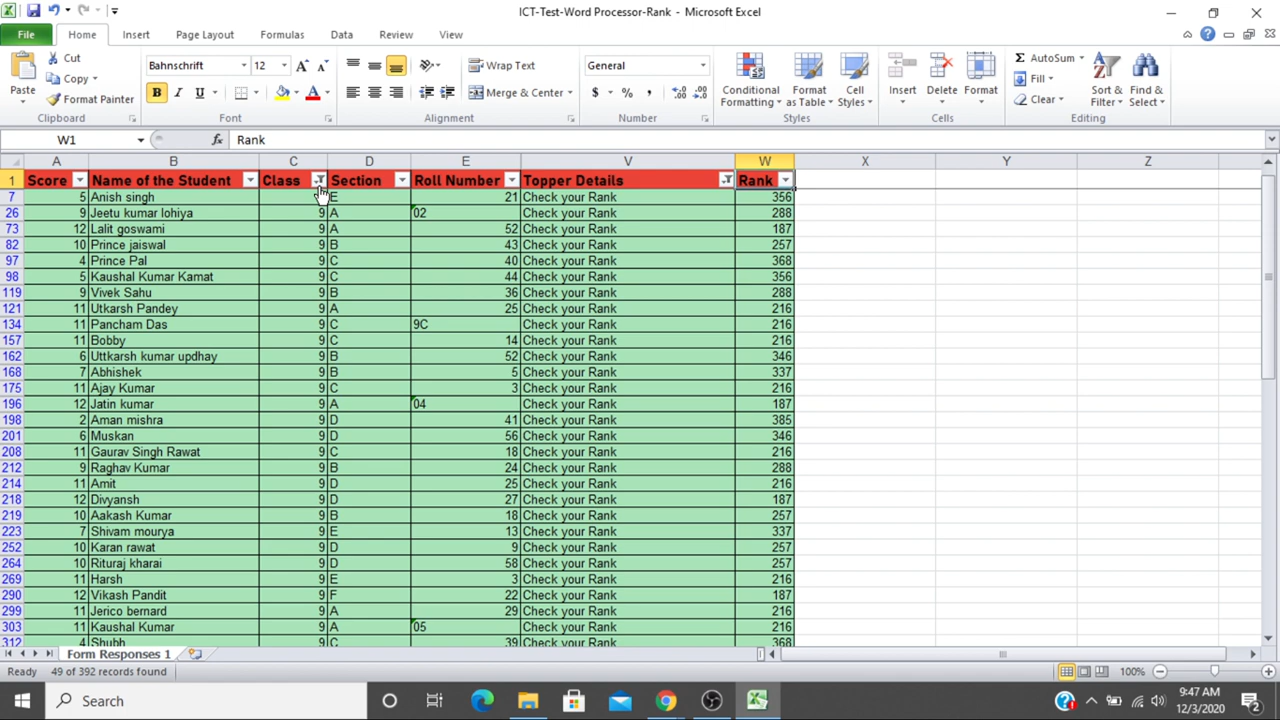 ICT-Test-Word Processor-Rank - Microsoft Excel
File Home Insert Page Layout Formulas Data Review View
Cut Bahnschrift 12 Wrap Text General AutoSum
Paste Copy Conditional Formatting Format as Table Cell Styles Insert Delete Format Fill Sort & Filter Find & Select
Format Painter B I U Merge & Center $ % , Clear
Clipboard Font Alignment Number Styles Cells Editing
W1 fx Rank
A B C D E V W X Y Z
1 Score Name of the Student Class Section Roll Number Topper Details Rank
7 5 Anish singh E 21 Check your Rank 356
26 9 Jeetu kumar lohiya 9 A 02 Check your Rank 288
73 12 Lalit goswami 9 A 52 Check your Rank 187
82 10 Prince jaiswal 9 B 43 Check your Rank 257
97 4 Prince Pal 9 C 40 Check your Rank 368
98 5 Kaushal Kumar Kamat 9 C 44 Check your Rank 356
119 9 Vivek Sahu 9 B 36 Check your Rank 288
121 11 Utkarsh Pandey 9 A 25 Check your Rank 216
134 11 Pancham Das 9 C 9C Check your Rank 216
157 11 Bobby 9 C 14 Check your Rank 216
162 6 Uttkarsh kumar updhay 9 B 52 Check your Rank 346
168 7 Abhishek 9 B 5 Check your Rank 337
175 11 Ajay Kumar 9 C 3 Check your Rank 216
196 12 Jatin kumar 9 A 04 Check your Rank 187
198 2 Aman mishra 9 D 41 Check your Rank 385
201 6 Muskan 9 D 56 Check your Rank 346
208 11 Gaurav Singh Rawat 9 C 18 Check your Rank 216
212 9 Raghav Kumar 9 B 24 Check your Rank 288
214 11 Amit 9 D 25 Check your Rank 216
218 12 Divyansh 9 D 27 Check your Rank 187
219 10 Aakash Kumar 9 B 18 Check your Rank 257
223 7 Shivam mourya 9 E 13 Check your Rank 337
252 10 Karan rawat 9 D 9 Check your Rank 257
264 10 Rituraj kharai 9 D 58 Check your Rank 257
269 11 Harsh 9 E 3 Check your Rank 216
290 12 Vikash Pandit 9 F 22 Check your Rank 187
299 11 Jerico bernard 9 A 29 Check your Rank 216
303 11 Kaushal Kumar 9 A 05 Check your Rank 216
312 4 Shubh 9 C 39 Check your Rank 368
Form Responses 1
Ready 49 of 392 records found 100%
Search 9:47 AM
12/3/2020 2